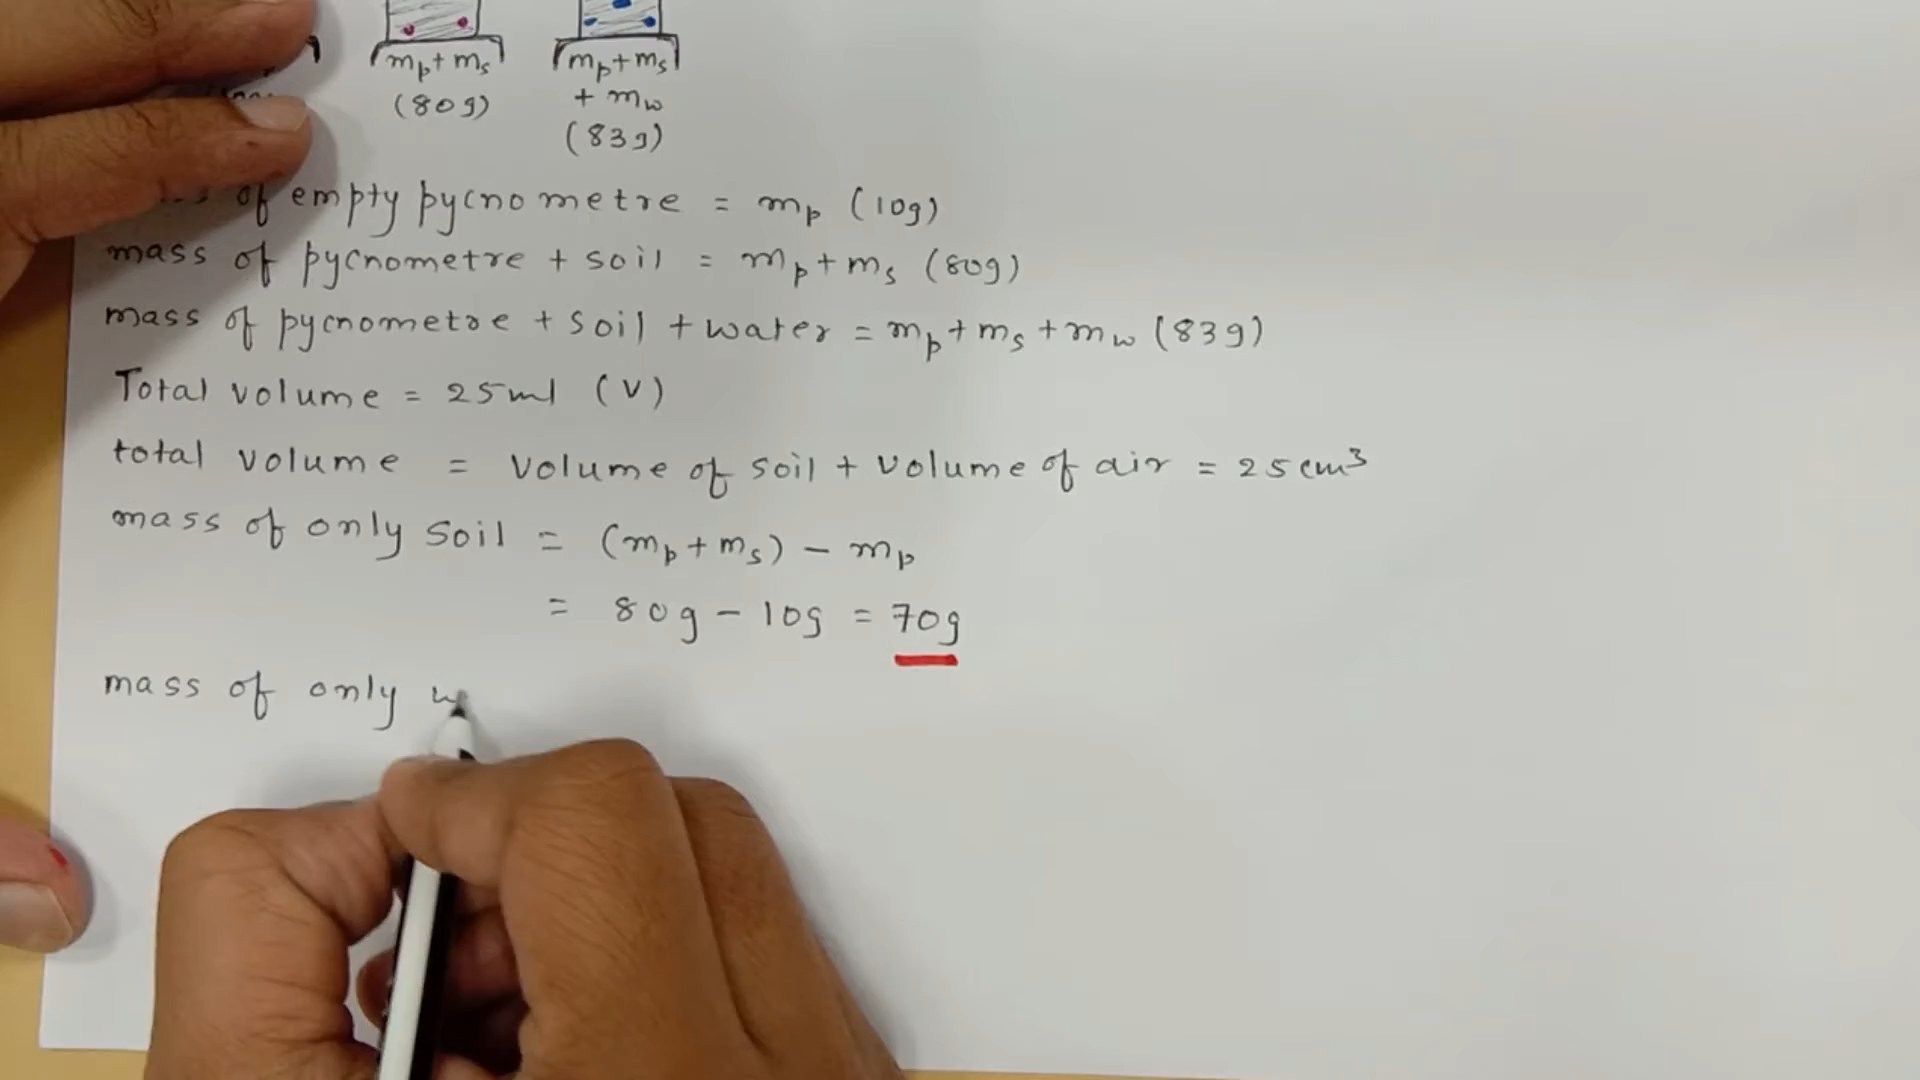 mp + ms mp + ms
(80g) + mw
(83g)
of empty pycnometre = mp (10g)
mass of pycnometre + soil = mp + ms (80g)
mass of pycnometre + soil + water = mp + ms + mw (83g)
Total volume = 25ml (V)
total volume = volume of soil + volume of air = 25 cm³
mass of only soil = (mp + ms) - mp
= 80g - 10g = 70g
mass of only w